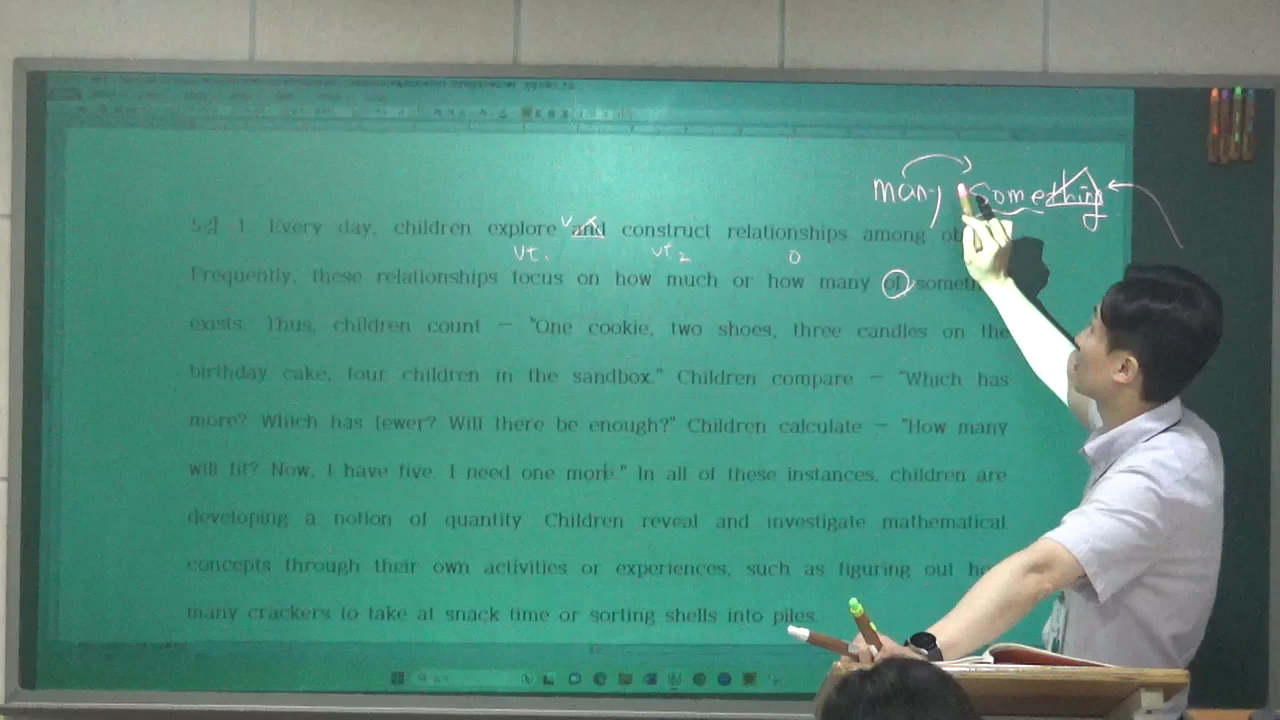 many something
5강 1. Every day, children explore and construct relationships among
vt. vt2 o
Frequently, these relationships focus on how much or how many of
exists. Thus, children count - "One cookie, two shoes, three candles on the
birthday cake, four children in the sandbox." Children compare - "Which has
more? Which has fewer? Will there be enough?" Children calculate - "How many
will fit? Now, I have five. I need one more." In all of these instances, children are
developing a notion of quantity Children reveal and investigate mathematical
concepts through their own activities or experiences, such as figuring out
many crackers to take at snack time or sorting shells into piles.